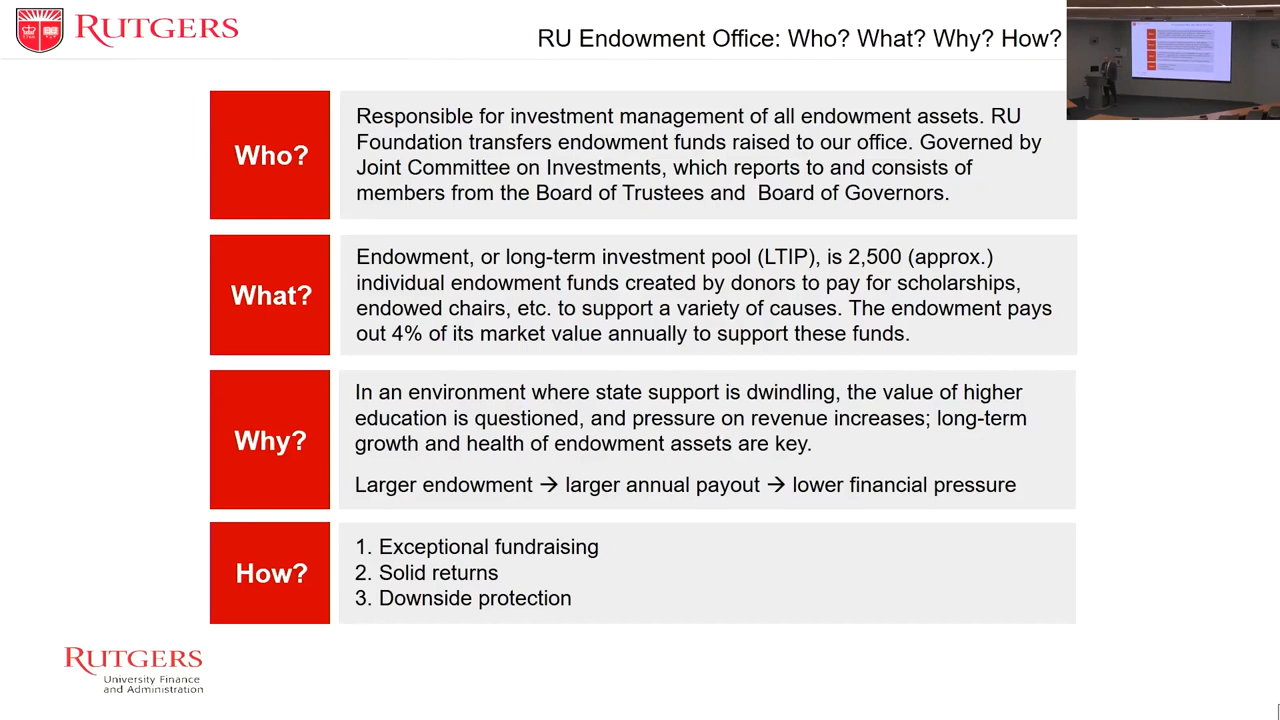 RUTGERS
RU Endowment Office: Who? What? Why? How?
Who?
Responsible for investment management of all endowment assets. RU
Foundation transfers endowment funds raised to our office. Governed by
Joint Committee on Investments, which reports to and consists of
members from the Board of Trustees and  Board of Governors.
What?
Endowment, or long-term investment pool (LTIP), is 2,500 (approx.)
individual endowment funds created by donors to pay for scholarships,
endowed chairs, etc. to support a variety of causes. The endowment pays
out 4% of its market value annually to support these funds.
Why?
In an environment where state support is dwindling, the value of higher
education is questioned, and pressure on revenue increases; long-term
growth and health of endowment assets are key.
Larger endowment → larger annual payout → lower financial pressure
How?
1. Exceptional fundraising
2. Solid returns
3. Downside protection
RUTGERS
University Finance
and Administration